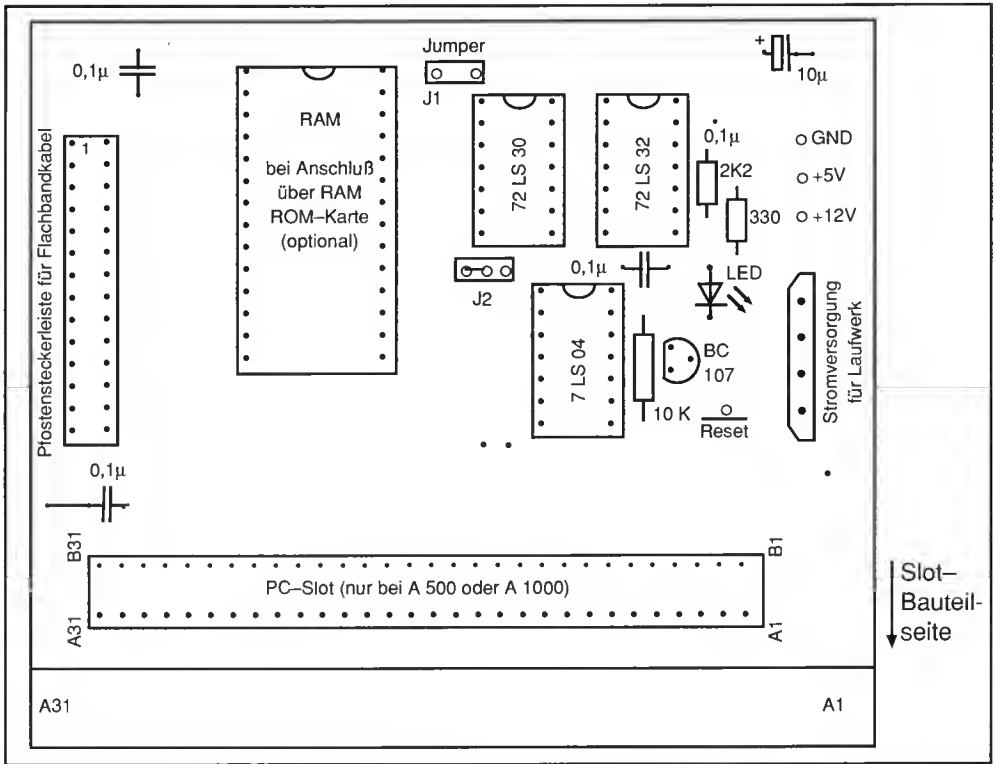 Jumper
J1
0,1µ
+
10µ
RAM
bei Anschluß
über RAM
ROM–Karte
(optional)
72 LS 30
72 LS 32
0,1µ
2K2
330
GND
+5V
+12V
Pfostensteckerleiste für Flachbandkabel
1
J2
0,1µ
LED
7 LS 04
10 K
BC
107
Reset
Stromversorgung
für Laufwerk
0,1µ
B31
B1
PC–Slot (nur bei A 500 oder A 1000)
A31
A1
Slot–
Bauteil-
seite
A31
A1